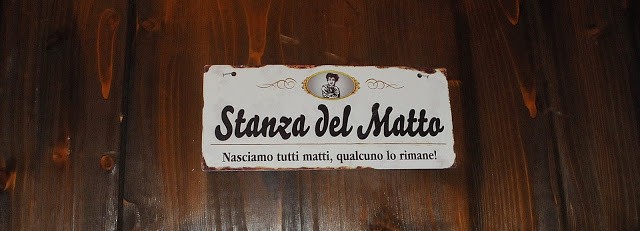 Stanza del Matto
Nasciamo tutti matti, qualcuno lo rimane!